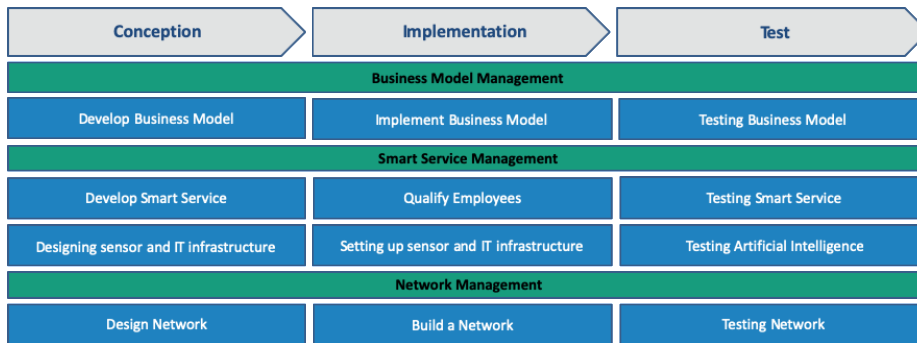 Conception
Implementation
Test
Business Model Management
Develop Business Model
Implement Business Model
Testing Business Model
Smart Service Management
Develop Smart Service
Qualify Employees
Testing Smart Service
Designing sensor and IT infrastructure
Setting up sensor and IT infrastructure
Testing Artificial Intelligence
Network Management
Design Network
Build a Network
Testing Network